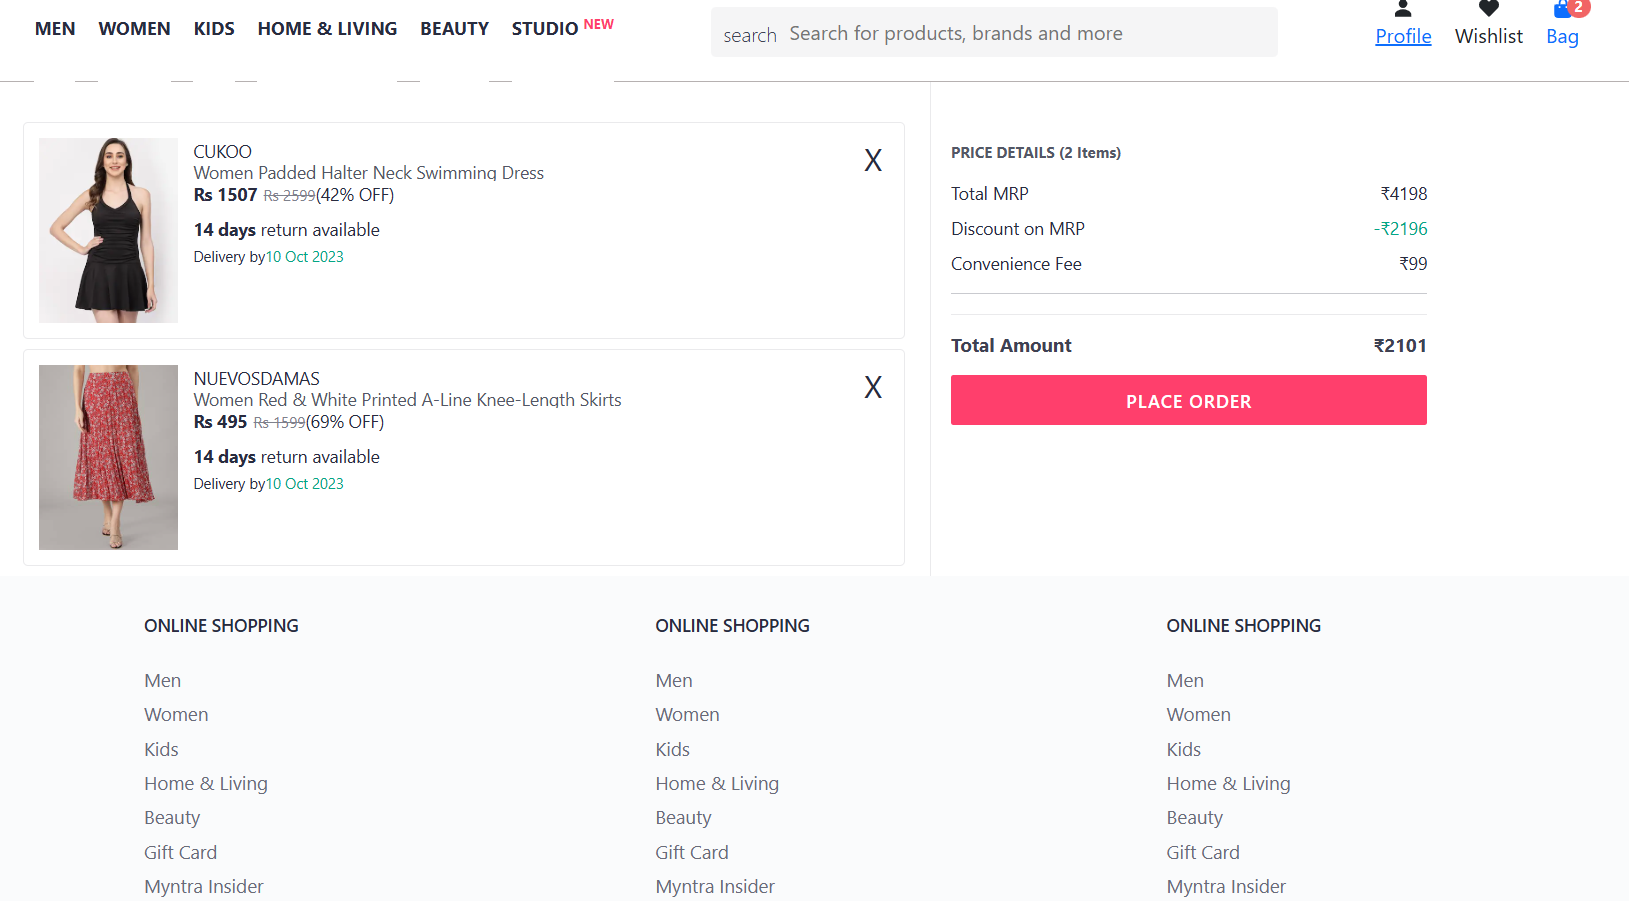 MEN WOMEN KIDS HOME & LIVING BEAUTY STUDIO NEW
search Search for products, brands and more
2
Profile Wishlist Bag
CUKOO
Women Padded Halter Neck Swimming Dress
Rs 1507 Rs 2599(42% OFF)
14 days return available
Delivery by10 Oct 2023
X
NUEVOSDAMAS
Women Red & White Printed A-Line Knee-Length Skirts
Rs 495 Rs 1599(69% OFF)
14 days return available
Delivery by10 Oct 2023
X
PRICE DETAILS (2 Items)
Total MRP ₹4198
Discount on MRP -₹2196
Convenience Fee ₹99
Total Amount ₹2101
PLACE ORDER
ONLINE SHOPPING
Men
Women
Kids
Home & Living
Beauty
Gift Card
Myntra Insider
ONLINE SHOPPING
Men
Women
Kids
Home & Living
Beauty
Gift Card
Myntra Insider
ONLINE SHOPPING
Men
Women
Kids
Home & Living
Beauty
Gift Card
Myntra Insider